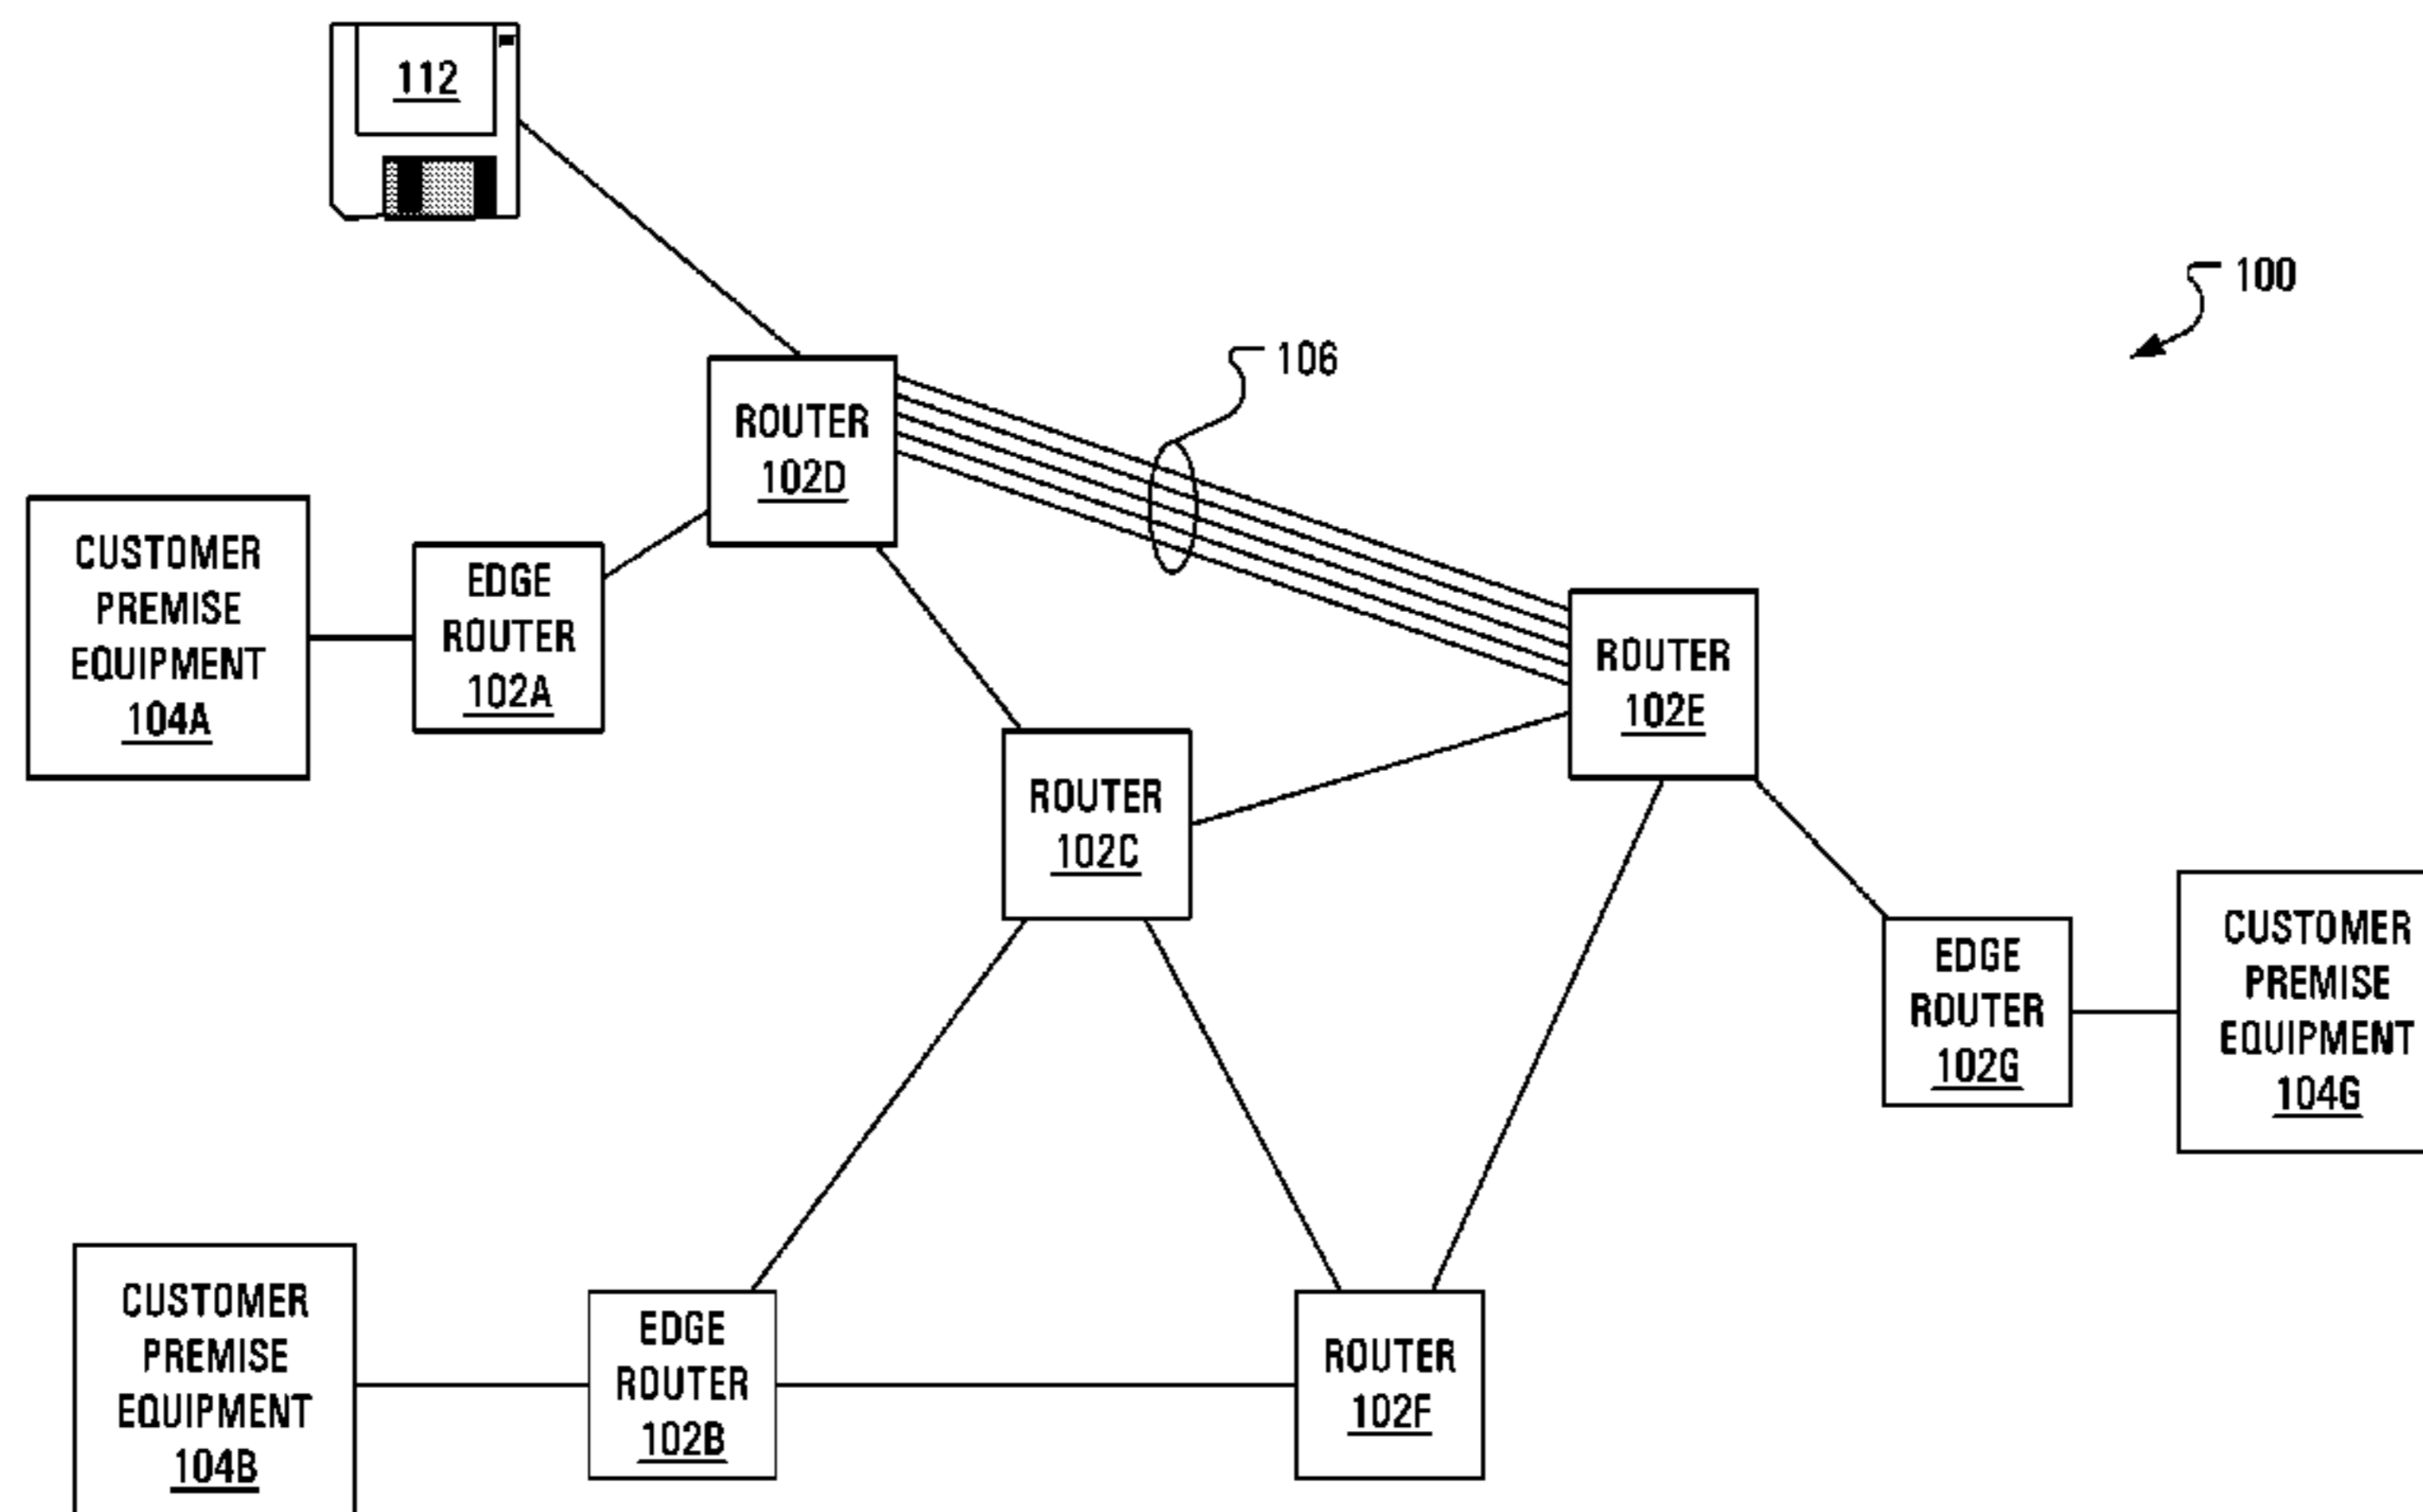 112
100
106
ROUTER
102D
CUSTOMER
PREMISE
EQUIPMENT
104A
EDGE
ROUTER
102A
ROUTER
102E
ROUTER
102C
CUSTOMER
PREMISE
EQUIPMENT
104G
EDGE
ROUTER
102G
CUSTOMER
PREMISE
EQUIPMENT
104B
EDGE
ROUTER
102B
ROUTER
102F